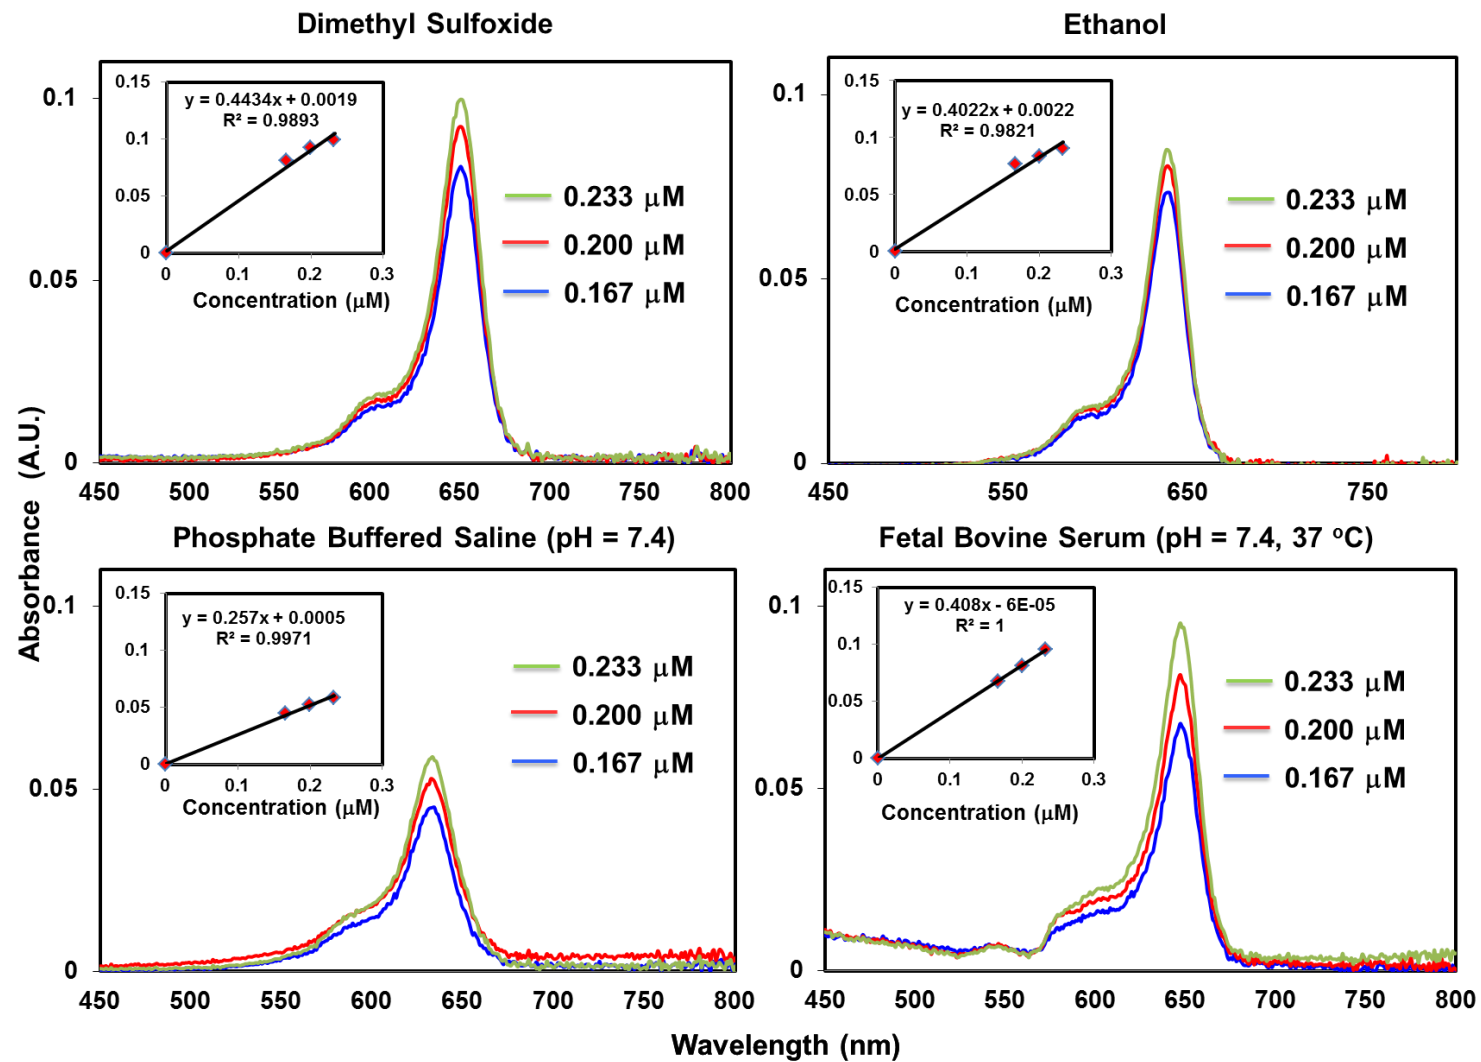 Dimethyl Sulfoxide
0.1
0.05
0
450 500 550 600 650 700 750 800
0.15
0.1
0.05
0
0 0.1 0.2 0.3
y = 0.4434x + 0.0019
R² = 0.9893
Concentration (μM)
0.233 μM
0.200 μM
0.167 μM
Ethanol
0.1
0.05
0
450 550 650 750
0.15
0.1
0.05
0
0 0.1 0.2 0.3
y = 0.4022x + 0.0022
R² = 0.9821
Concentration (μM)
0.233 μM
0.200 μM
0.167 μM
Absorbance (A.U.)
Phosphate Buffered Saline (pH = 7.4)
0.1
0.05
0
450 500 550 600 650 700 750 800
0.15
0.1
0.05
0
0 0.1 0.2 0.3
y = 0.257x + 0.0005
R² = 0.9971
Concentration (μM)
0.233 μM
0.200 μM
0.167 μM
Fetal Bovine Serum (pH = 7.4, 37 ºC)
0.1
0.05
0
450 500 550 600 650 700 750 800
0.15
0.1
0.05
0
0 0.1 0.2 0.3
y = 0.408x - 6E-05
R² = 1
Concentration (μM)
0.233 μM
0.200 μM
0.167 μM
Wavelength (nm)